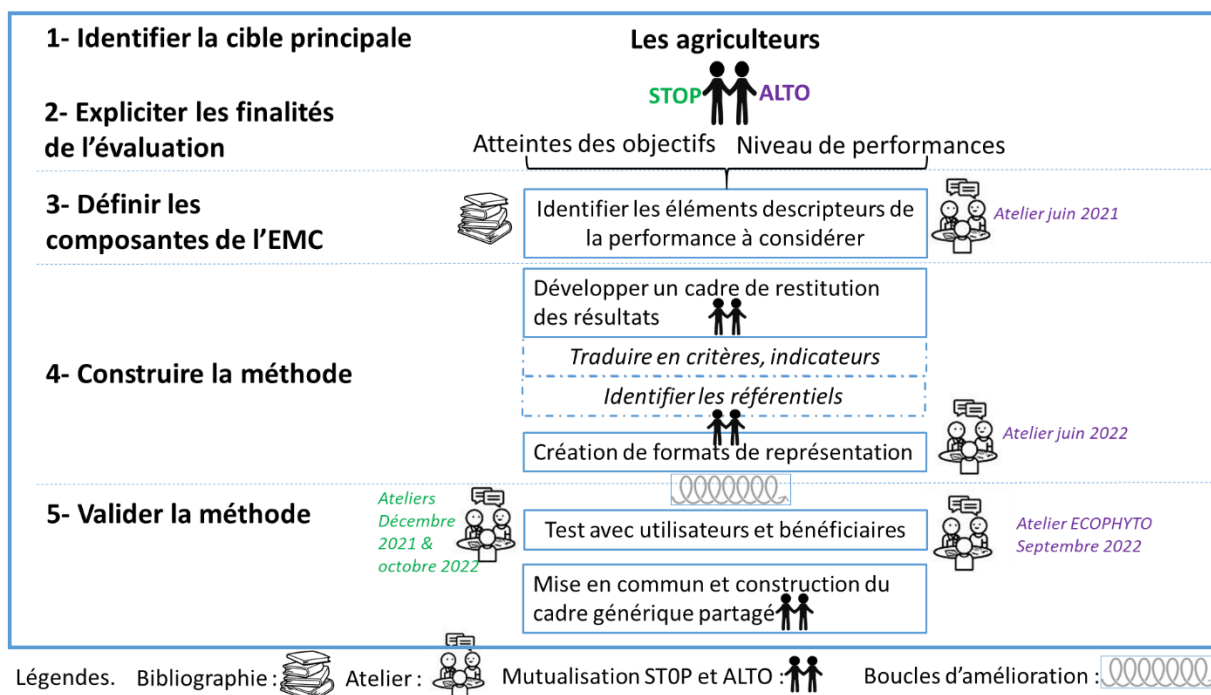 1- Identifier la cible principale
Les agriculteurs
STOP ALTO
2- Expliciter les finalités
de l'évaluation
Atteintes des objectifs Niveau de performances
3- Définir les
composantes de l'EMC
Identifier les éléments descripteurs de
la performance à considérer
Atelier juin 2021
Développer un cadre de restitution
des résultats
Traduire en critères, indicateurs
4- Construire la méthode
Identifier les référentiels
Création de formats de représentation
Atelier juin 2022
5- Valider la méthode
Ateliers
Décembre
2021 &
octobre 2022
Test avec utilisateurs et bénéficiaires
Atelier ECOPHYTO
Septembre 2022
Mise en commun et construction du
cadre générique partagé
Légendes. Bibliographie : Atelier : Mutualisation ST0P et ALTO : Boucles d'amélioration :